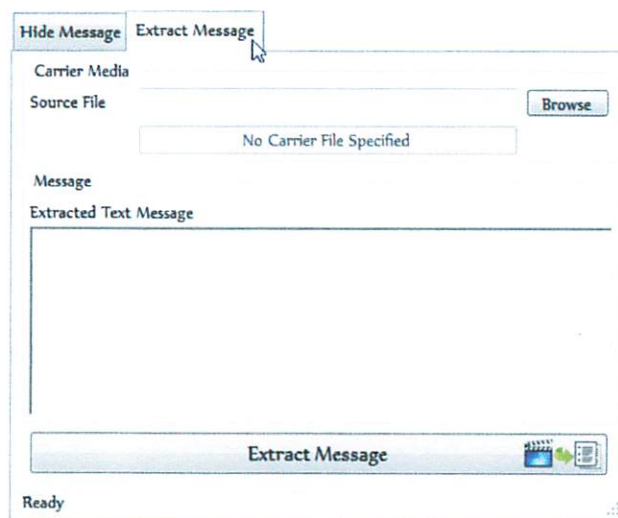 Hide Message Extract Message
Carrier Media
Source File Browse
No Carrier File Specified
Message
Extracted Text Message
Extract Message
Ready